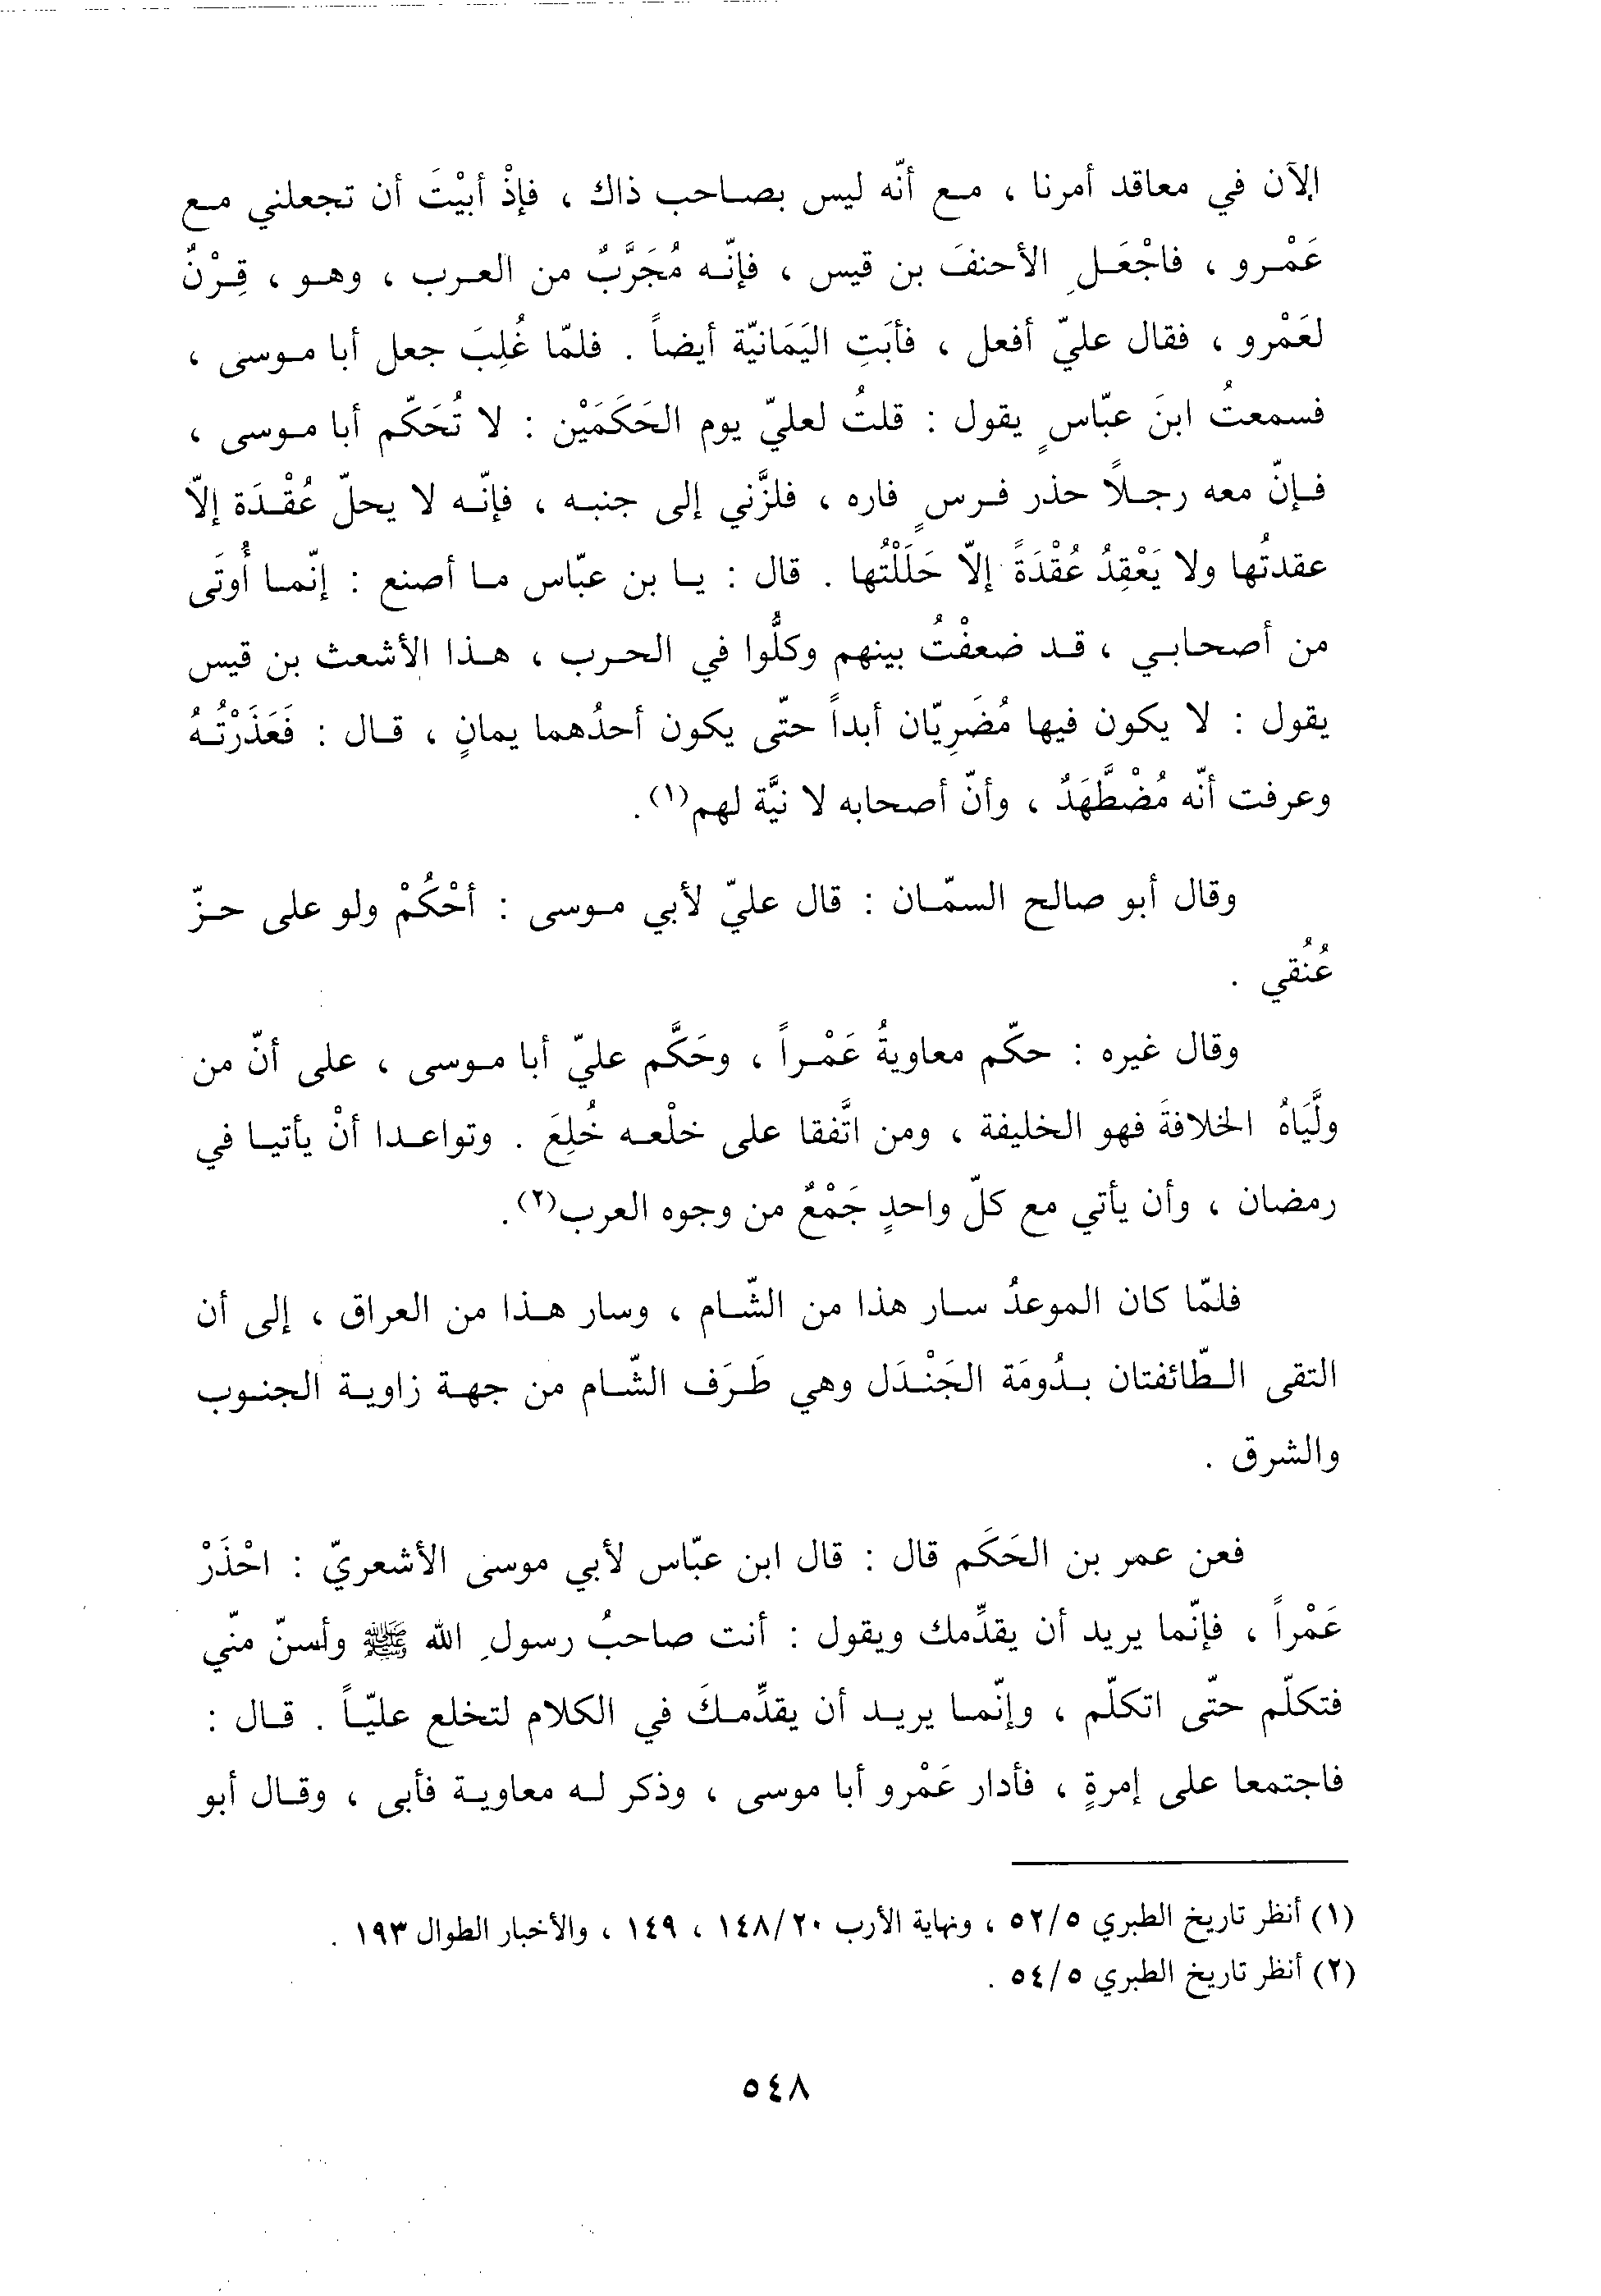 الآن في معاقد أمرنا ، مع أنّه ليس بصاحب ذاك ، فإذْ أبيْتَ أن تجعلني مع
عَمْرو ، فاجْعَلِ الأحنفَ بن قيس ، فإنّه مُجَرَّبٌ من العرب ، وهو ، قِرْنٌ
لعَمْرو ، فقال عليّ أفعل ، فأبَتِ اليَمَانيّة أيضاً . فلمّا غُلِبَ جعل أبا موسى ،
فسمعتُ ابنَ عبّاسٍ يقول : قلتُ لعليّ يوم الحَكَمَيْن : لا تُحَكّم أبا موسى ،
فإنّ معه رجلاً حذر فرسٍ فاره ، فلزَّني إلى جنبه ، فإنّه لا يحلّ عُقْدَة إلاّ
عقدتُها ولا يَعْقِدُ عُقْدَةً إلاّ حَلَلْتُها . قال : يا بن عبّاس ما أصنع : إنّما أُوتَى
من أصحابي ، قد ضعفْتُ بينهم وكلُّوا في الحرب ، هذا الأشعث بن قيس
يقول : لا يكون فيها مُضَرِيّان أبداً حتّى يكون أحدُهما يمانٍ ، قال : فَعَذَرْتُهُ
وعرفت أنّه مُضْطَّهَدٌ ، وأنّ أصحابه لا نيَّة لهم(١).
وقال أبو صالح السمّان : قال عليّ لأبي موسى : أحْكُمْ ولو على حزّ
عُنُقي .
وقال غيره : حكّم معاويةُ عَمْراً ، وحَكَّم عليّ أبا موسى ، على أنّ من
ولَّيَاهُ الخلافةَ فهو الخليفة ، ومن اتَّفقا على خلْعه خُلِعَ . وتواعدا أنْ يأتيا في
رمضان ، وأن يأتي مع كلّ واحدٍ جَمْعٌ من وجوه العرب(٢).
فلمّا كان الموعدُ سار هذا من الشّام ، وسار هذا من العراق ، إلى أن
التقى الطّائفتان بدُومَة الجَنْدَل وهي طَرَف الشّام من جهة زاوية الجنوب
والشرق .
فعن عمر بن الحَكَم قال : قال ابن عبّاس لأبي موسى الأشعريّ : احْذَرْ
عَمْراً ، فإنّما يريد أن يقدِّمك ويقول : أنت صاحبُ رسولِ الله ﷺ وأسنّ منّي
فتكلّم حتّى اتكلّم ، وإنّما يريد أن يقدِّمكَ في الكلام لتخلع عليّاً . قال :
فاجتمعا على إمرةٍ ، فأدار عَمْرو أبا موسى ، وذكر له معاوية فأبى ، وقال أبو
(١) أنظر تاريخ الطبري ٥٢/٥ ، ونهاية الأرب ١٤٨/٢٠ ، ١٤٩ ، والأخبار الطوال ١٩٣ .
(٢) أنظر تاريخ الطبري ٥٤/٥ .
٥٤٨